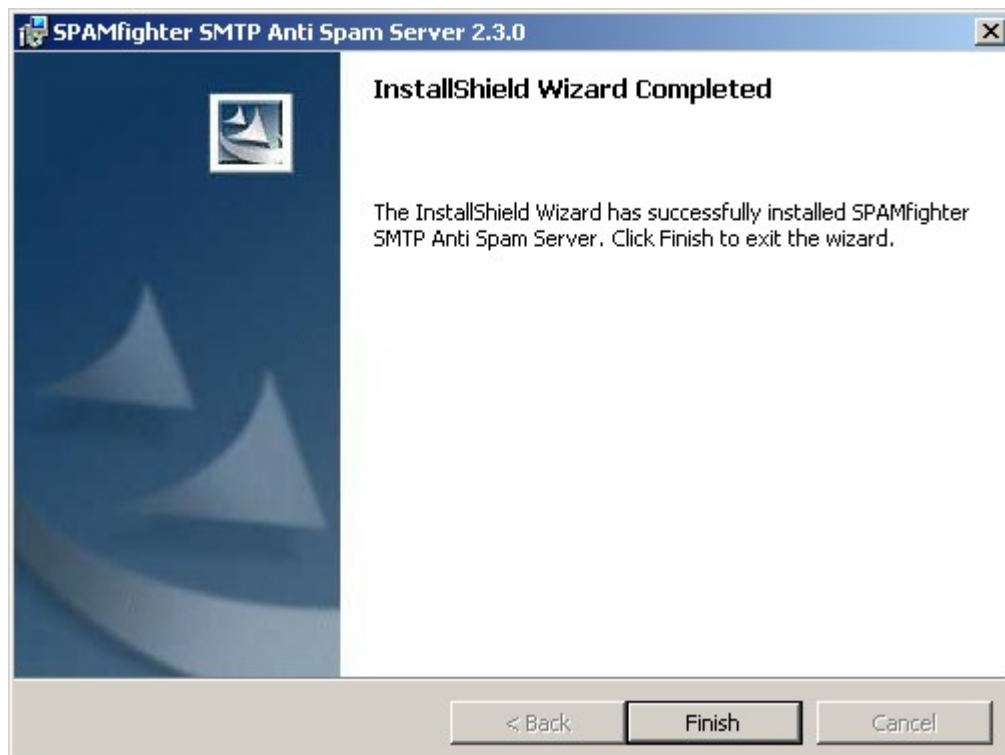 SPAMfighter SMTP Anti Spam Server 2.3.0
InstallShield Wizard Completed
The InstallShield Wizard has successfully installed SPAMfighter
SMTP Anti Spam Server. Click Finish to exit the wizard.
< Back
Finish
Cancel